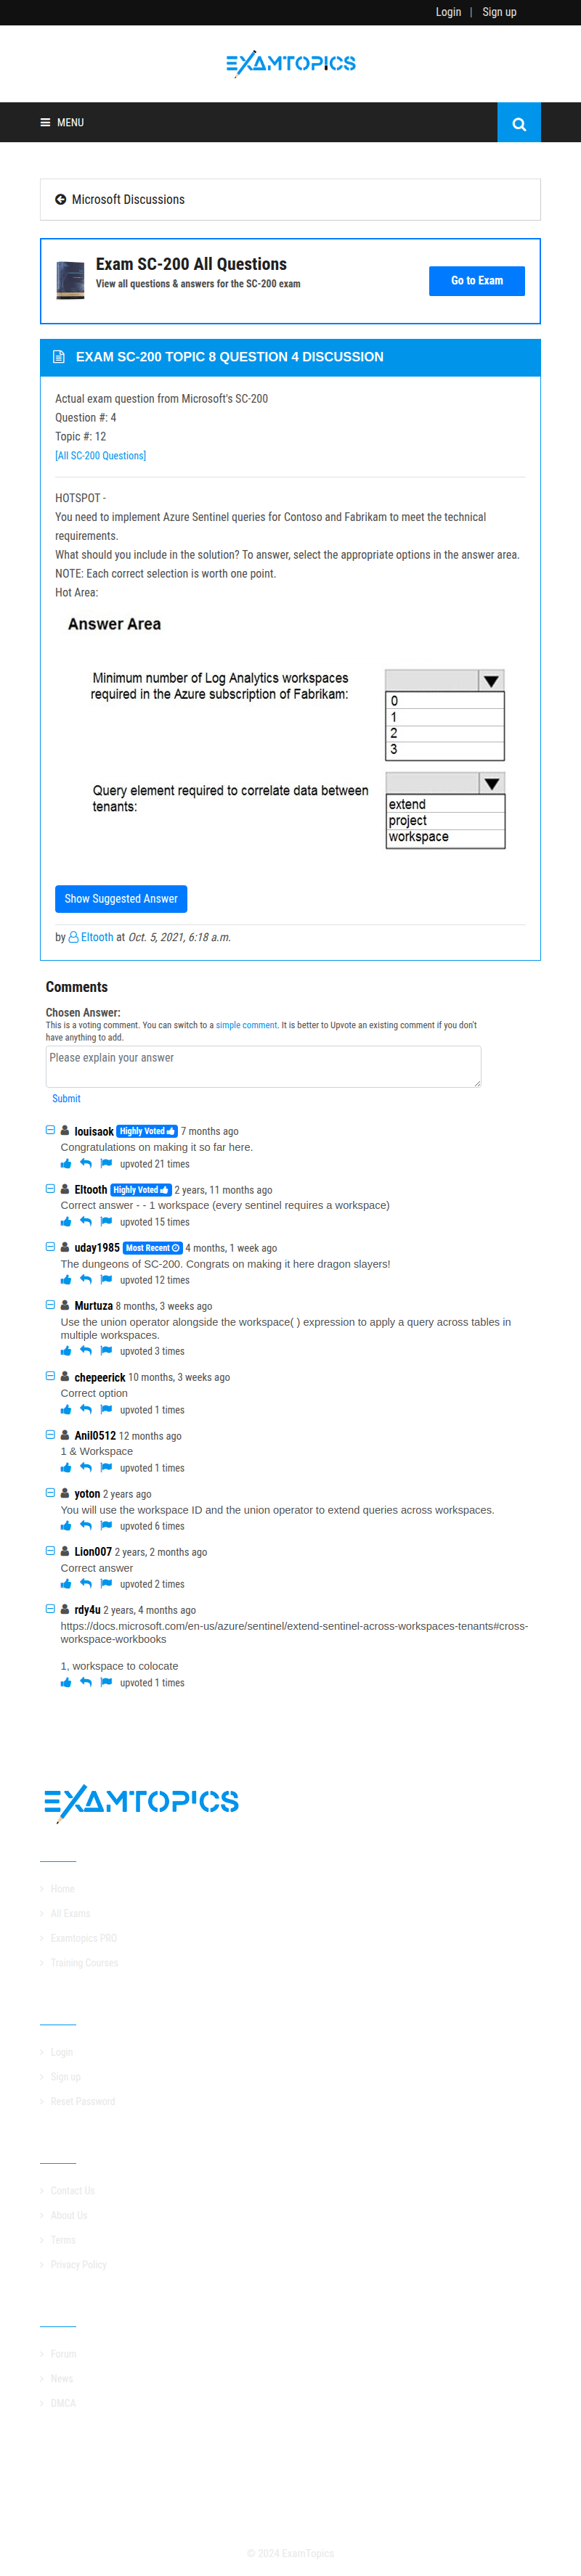 Login | Sign up
EXAMTOPICS
MENU
Microsoft Discussions
Exam SC-200 All Questions
View all questions & answers for the SC-200 exam
Go to Exam
EXAM SC-200 TOPIC 8 QUESTION 4 DISCUSSION
Actual exam question from Microsoft's SC-200
Question #: 4
Topic #: 12
[All SC-200 Questions]
HOTSPOT -
You need to implement Azure Sentinel queries for Contoso and Fabrikam to meet the technical
requirements.
What should you include in the solution? To answer, select the appropriate options in the answer area.
NOTE: Each correct selection is worth one point.
Hot Area:
Answer Area
Minimum number of Log Analytics workspaces
required in the Azure subscription of Fabrikam:
0
1
2
3
Query element required to correlate data between
tenants:
extend
project
workspace
Show Suggested Answer
by Eltooth at Oct. 5, 2021, 6:18 a.m.
Comments
Chosen Answer:
This is a voting comment. You can switch to a simple comment. It is better to Upvote an existing comment if you don't
have anything to add.
Please explain your answer
Submit
louisaok Highly Voted 7 months ago
Congratulations on making it so far here.
upvoted 21 times
Eltooth Highly Voted 2 years, 11 months ago
Correct answer - - 1 workspace (every sentinel requires a workspace)
upvoted 15 times
uday1985 Most Recent 4 months, 1 week ago
The dungeons of SC-200. Congrats on making it here dragon slayers!
upvoted 12 times
Murtuza 8 months, 3 weeks ago
Use the union operator alongside the workspace( ) expression to apply a query across tables in
multiple workspaces.
upvoted 3 times
chepeerick 10 months, 3 weeks ago
Correct option
upvoted 1 times
Anil0512 12 months ago
1 & Workspace
upvoted 1 times
yoton 2 years ago
You will use the workspace ID and the union operator to extend queries across workspaces.
upvoted 6 times
Lion007 2 years, 2 months ago
Correct answer
upvoted 2 times
rdy4u 2 years, 4 months ago
https://docs.microsoft.com/en-us/azure/sentinel/extend-sentinel-across-workspaces-tenants#cross-
workspace-workbooks
1, workspace to colocate
upvoted 1 times
EXAMTOPICS
Home
All Exams
Examtopics PRO
Training Courses
Login
Sign up
Reset Password
Contact Us
About Us
Terms
Privacy Policy
Forum
News
DMCA
© 2024 ExamTopics